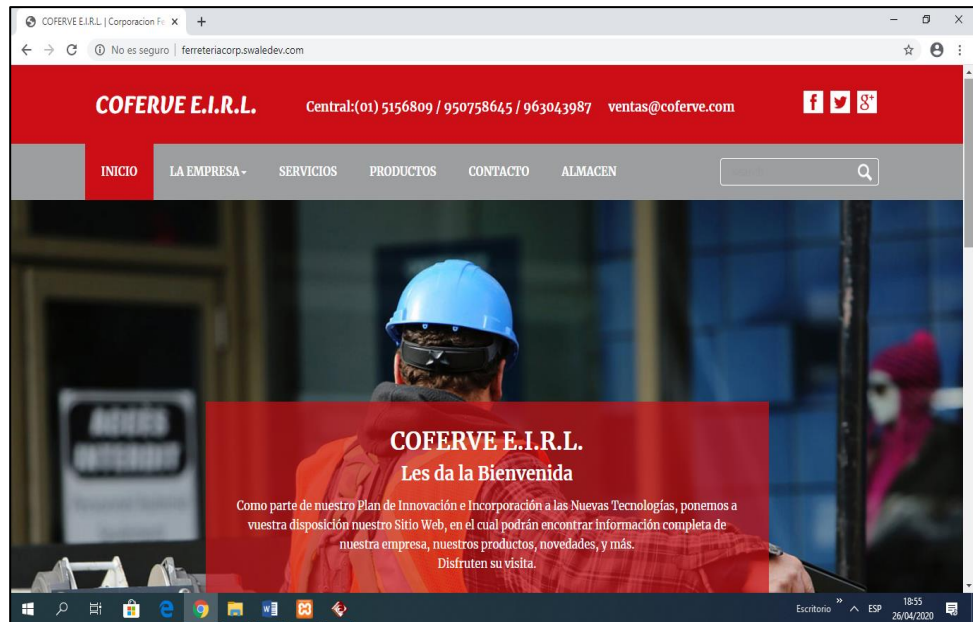 COFERVE E.I.R.L. | Corporacion Fe
No es seguro | ferreteriacorp.swaledev.com
COFERVE E.I.R.L.
Central:(01) 5156809 / 950758645 / 963043987 ventas@coferve.com
INICIO LA EMPRESA SERVICIOS PRODUCTOS CONTACTO ALMACEN
ACCÈS
INTERDIT
COFERVE E.I.R.L.
Les da la Bienvenida
Como parte de nuestro Plan de Innovación e Incorporación a las Nuevas Tecnologías, ponemos a
vuestra disposición nuestro Sitio Web, en el cual podrán encontrar información completa de
nuestra empresa, nuestros productos, novedades, y más.
Disfruten su visita.
Escritorio » ESP 18:55
26/04/2020